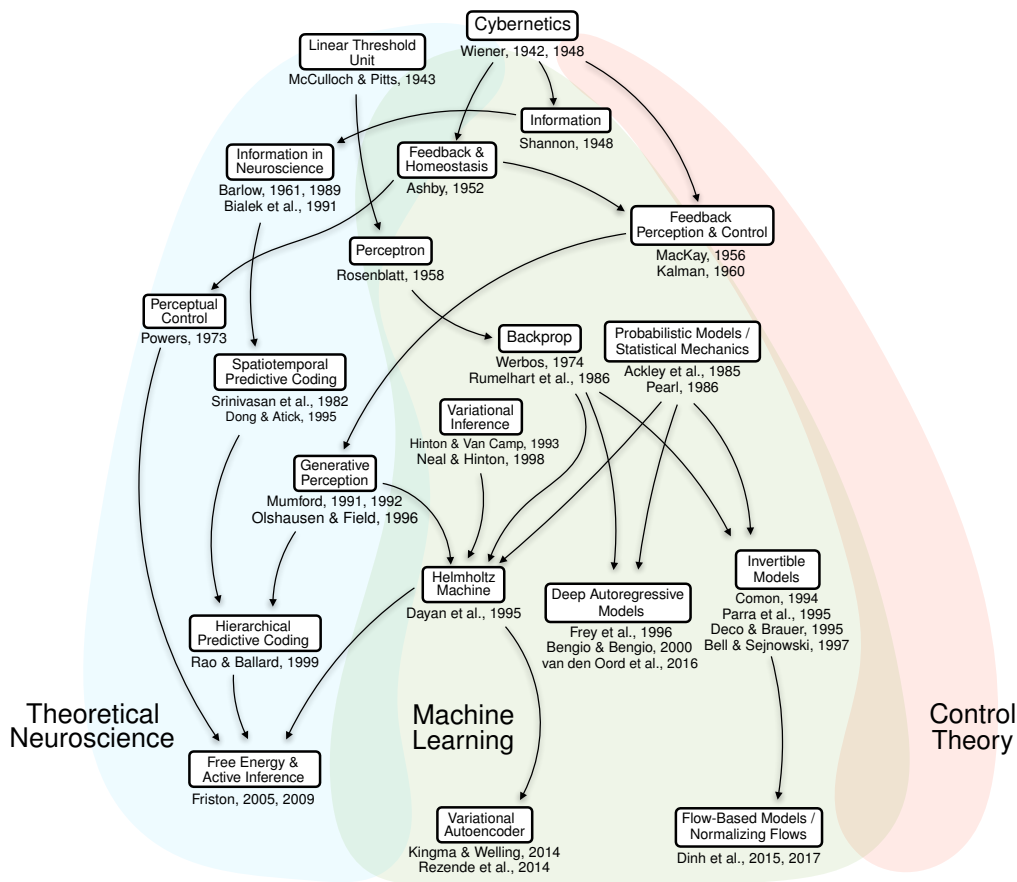 Cybernetics
Wiener, 1942, 1948
Linear Threshold
Unit
McCulloch & Pitts, 1943
Information
Shannon, 1948
Information in
Neuroscience
Barlow, 1961, 1989
Bialek et al., 1991
Feedback &
Homeostasis
Ashby, 1952
Feedback
Perception & Control
MacKay, 1956
Kalman, 1960
Perceptron
Rosenblatt, 1958
Perceptual
Control
Powers, 1973
Backprop
Werbos, 1974
Rumelhart et al., 1986
Probabilistic Models /
Statistical Mechanics
Ackley et al., 1985
Pearl, 1986
Spatiotemporal
Predictive Coding
Srinivasan et al., 1982
Dong & Atick, 1995
Variational
Inference
Hinton & Van Camp, 1993
Neal & Hinton, 1998
Generative
Perception
Mumford, 1991, 1992
Olshausen & Field, 1996
Helmholtz
Machine
Dayan et al., 1995
Deep Autoregressive
Models
Frey et al., 1996
Bengio & Bengio, 2000
van den Oord et al., 2016
Invertible
Models
Comon, 1994
Parra et al., 1995
Deco & Brauer, 1995
Bell & Sejnowski, 1997
Hierarchical
Predictive Coding
Rao & Ballard, 1999
Theoretical
Neuroscience
Machine
Learning
Control
Theory
Free Energy &
Active Inference
Friston, 2005, 2009
Variational
Autoencoder
Kingma & Welling, 2014
Rezende et al., 2014
Flow-Based Models /
Normalizing Flows
Dinh et al., 2015, 2017